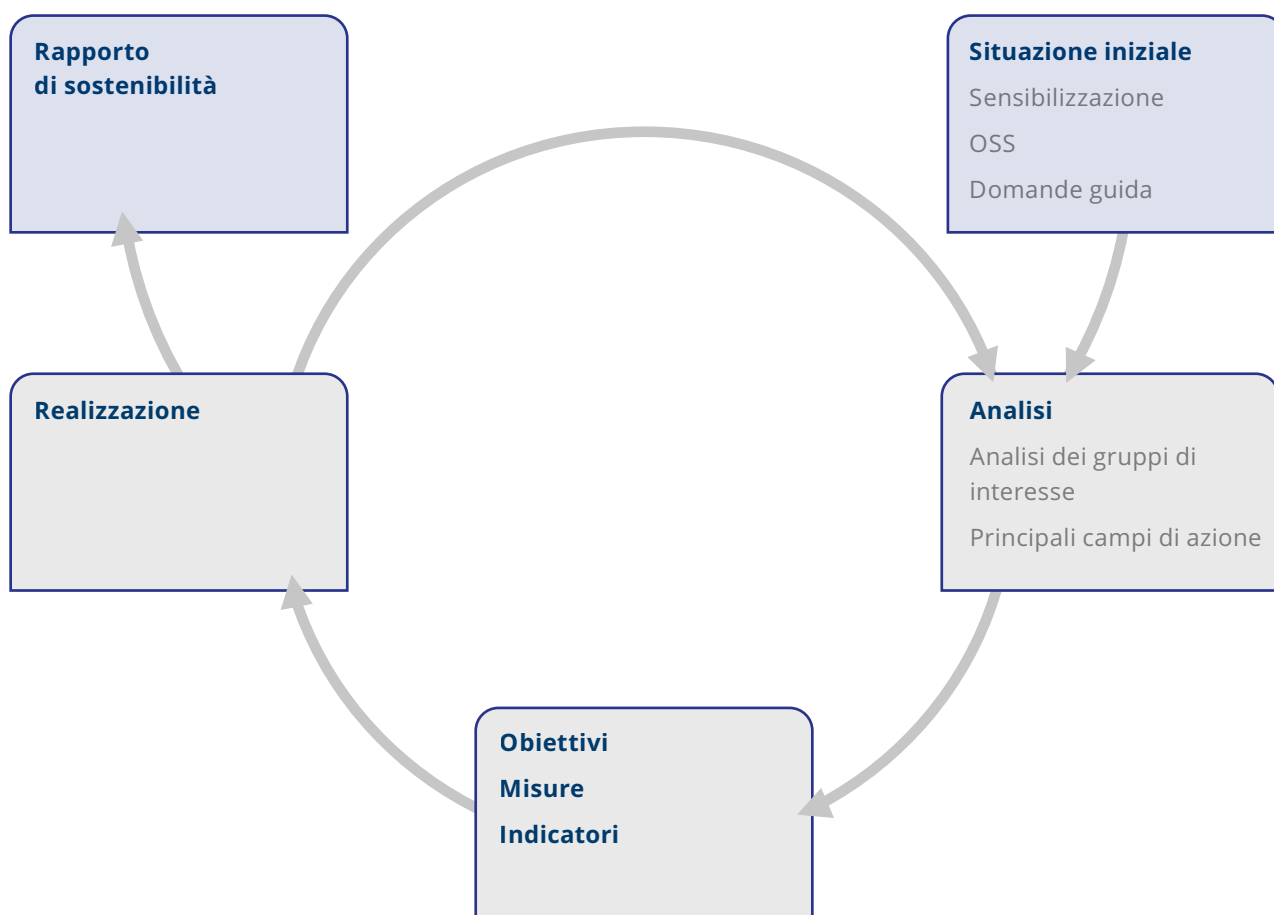 Rapporto
di sostenibilità
Situazione iniziale
Sensibilizzazione
OSS
Domande guida
Realizzazione
Analisi
Analisi dei gruppi di
interesse
Principali campi di azione
Obiettivi
Misure
Indicatori